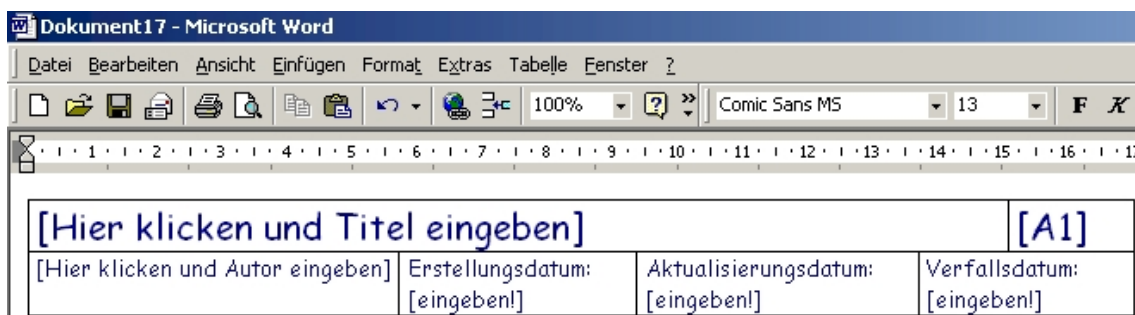 Dokument17 - Microsoft Word
Datei Bearbeiten Ansicht Einfügen Format Extras Tabelle Fenster ?
100% Comic Sans MS 13 F K
1 2 3 4 5 6 7 8 9 10 11 12 13 14 15 16
[Hier klicken und Titel eingeben] [A1]
[Hier klicken und Autor eingeben] Erstellungsdatum: Aktualisierungsdatum: Verfallsdatum:
[eingeben!] [eingeben!] [eingeben!]